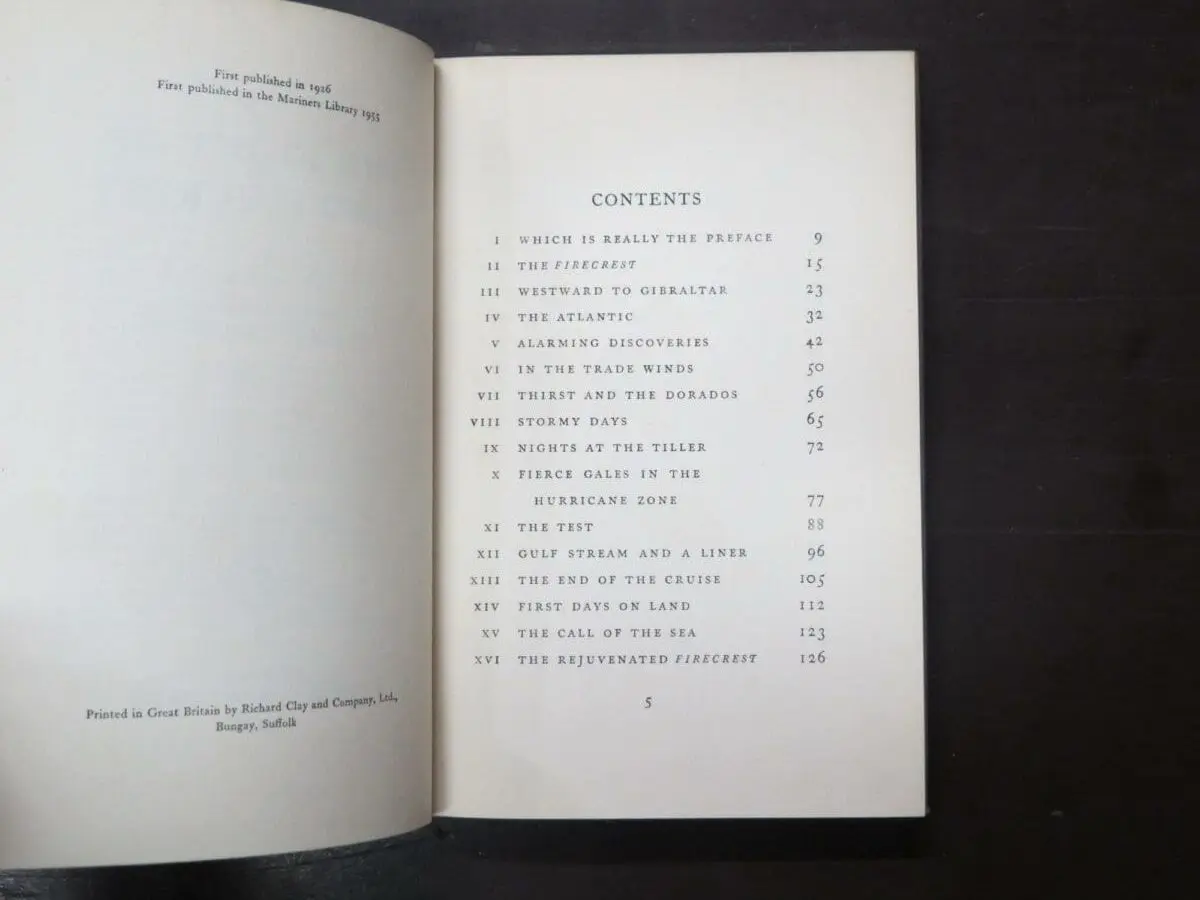 First published in 1926
First published in the Mariners Library 1955
Printed in Great Britain by Richard Clay and Company, Ltd.,
Bungay, Suffolk
CONTENTS
I WHICH IS REALLY THE PREFACE 9
II THE FIRECREST 15
III WESTWARD TO GIBRALTAR 23
IV THE ATLANTIC 32
V ALARMING DISCOVERIES 42
VI IN THE TRADE WINDS 50
VII THIRST AND THE DORADOS 56
VIII STORMY DAYS 65
IX NIGHTS AT THE TILLER 72
X FIERCE GALES IN THE
HURRICANE ZONE 77
XI THE TEST 88
XII GULF STREAM AND A LINER 96
XIII THE END OF THE CRUISE 105
XIV FIRST DAYS ON LAND 112
XV THE CALL OF THE SEA 123
XVI THE REJUVENATED FIRECREST 126
5